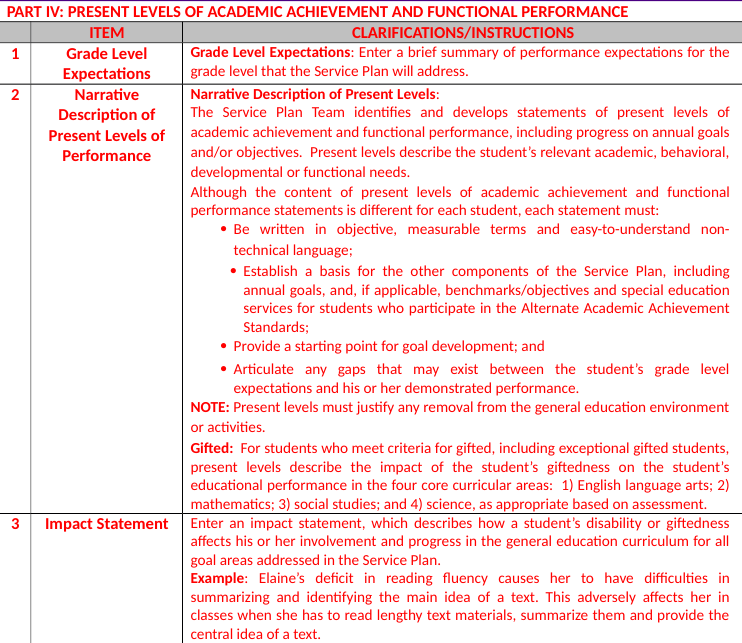 PART IV: PRESENT LEVELS OF ACADEMIC ACHIEVEMENT AND FUNCTIONAL PERFORMANCE
ITEM CLARIFICATIONS/INSTRUCTIONS
1 Grade Level Expectations
Grade Level Expectations: Enter a brief summary of performance expectations for the
grade level that the Service Plan will address.
2 Narrative
Description of
Present Levels of
Performance
Narrative Description of Present Levels:
The Service Plan Team identifies and develops statements of present levels of
academic achievement and functional performance, including progress on annual goals
and/or objectives. Present levels describe the student's relevant academic, behavioral,
developmental or functional needs.
Although the content of present levels of academic achievement and functional
performance statements is different for each student, each statement must:
• Be written in objective, measurable terms and easy-to-understand non-
technical language;
• Establish a basis for the other components of the Service Plan, including
annual goals, and, if applicable, benchmarks/objectives and special education
services for students who participate in the Alternate Academic Achievement
Standards;
• Provide a starting point for goal development; and
• Articulate any gaps that may exist between the student's grade level
expectations and his or her demonstrated performance.
NOTE: Present levels must justify any removal from the general education environment
or activities.
Gifted: For students who meet criteria for gifted, including exceptional gifted students,
present levels describe the impact of the student's giftedness on the student's
educational performance in the four core curricular areas: 1) English language arts; 2)
mathematics; 3) social studies; and 4) science, as appropriate based on assessment.
3 Impact Statement
Enter an impact statement, which describes how a student's disability or giftedness
affects his or her involvement and progress in the general education curriculum for all
goal areas addressed in the Service Plan.
Example: Elaine's deficit in reading fluency causes her to have difficulties in
summarizing and identifying the main idea of a text. This adversely affects her in
classes when she has to read lengthy text materials, summarize them and provide the
central idea of a text.